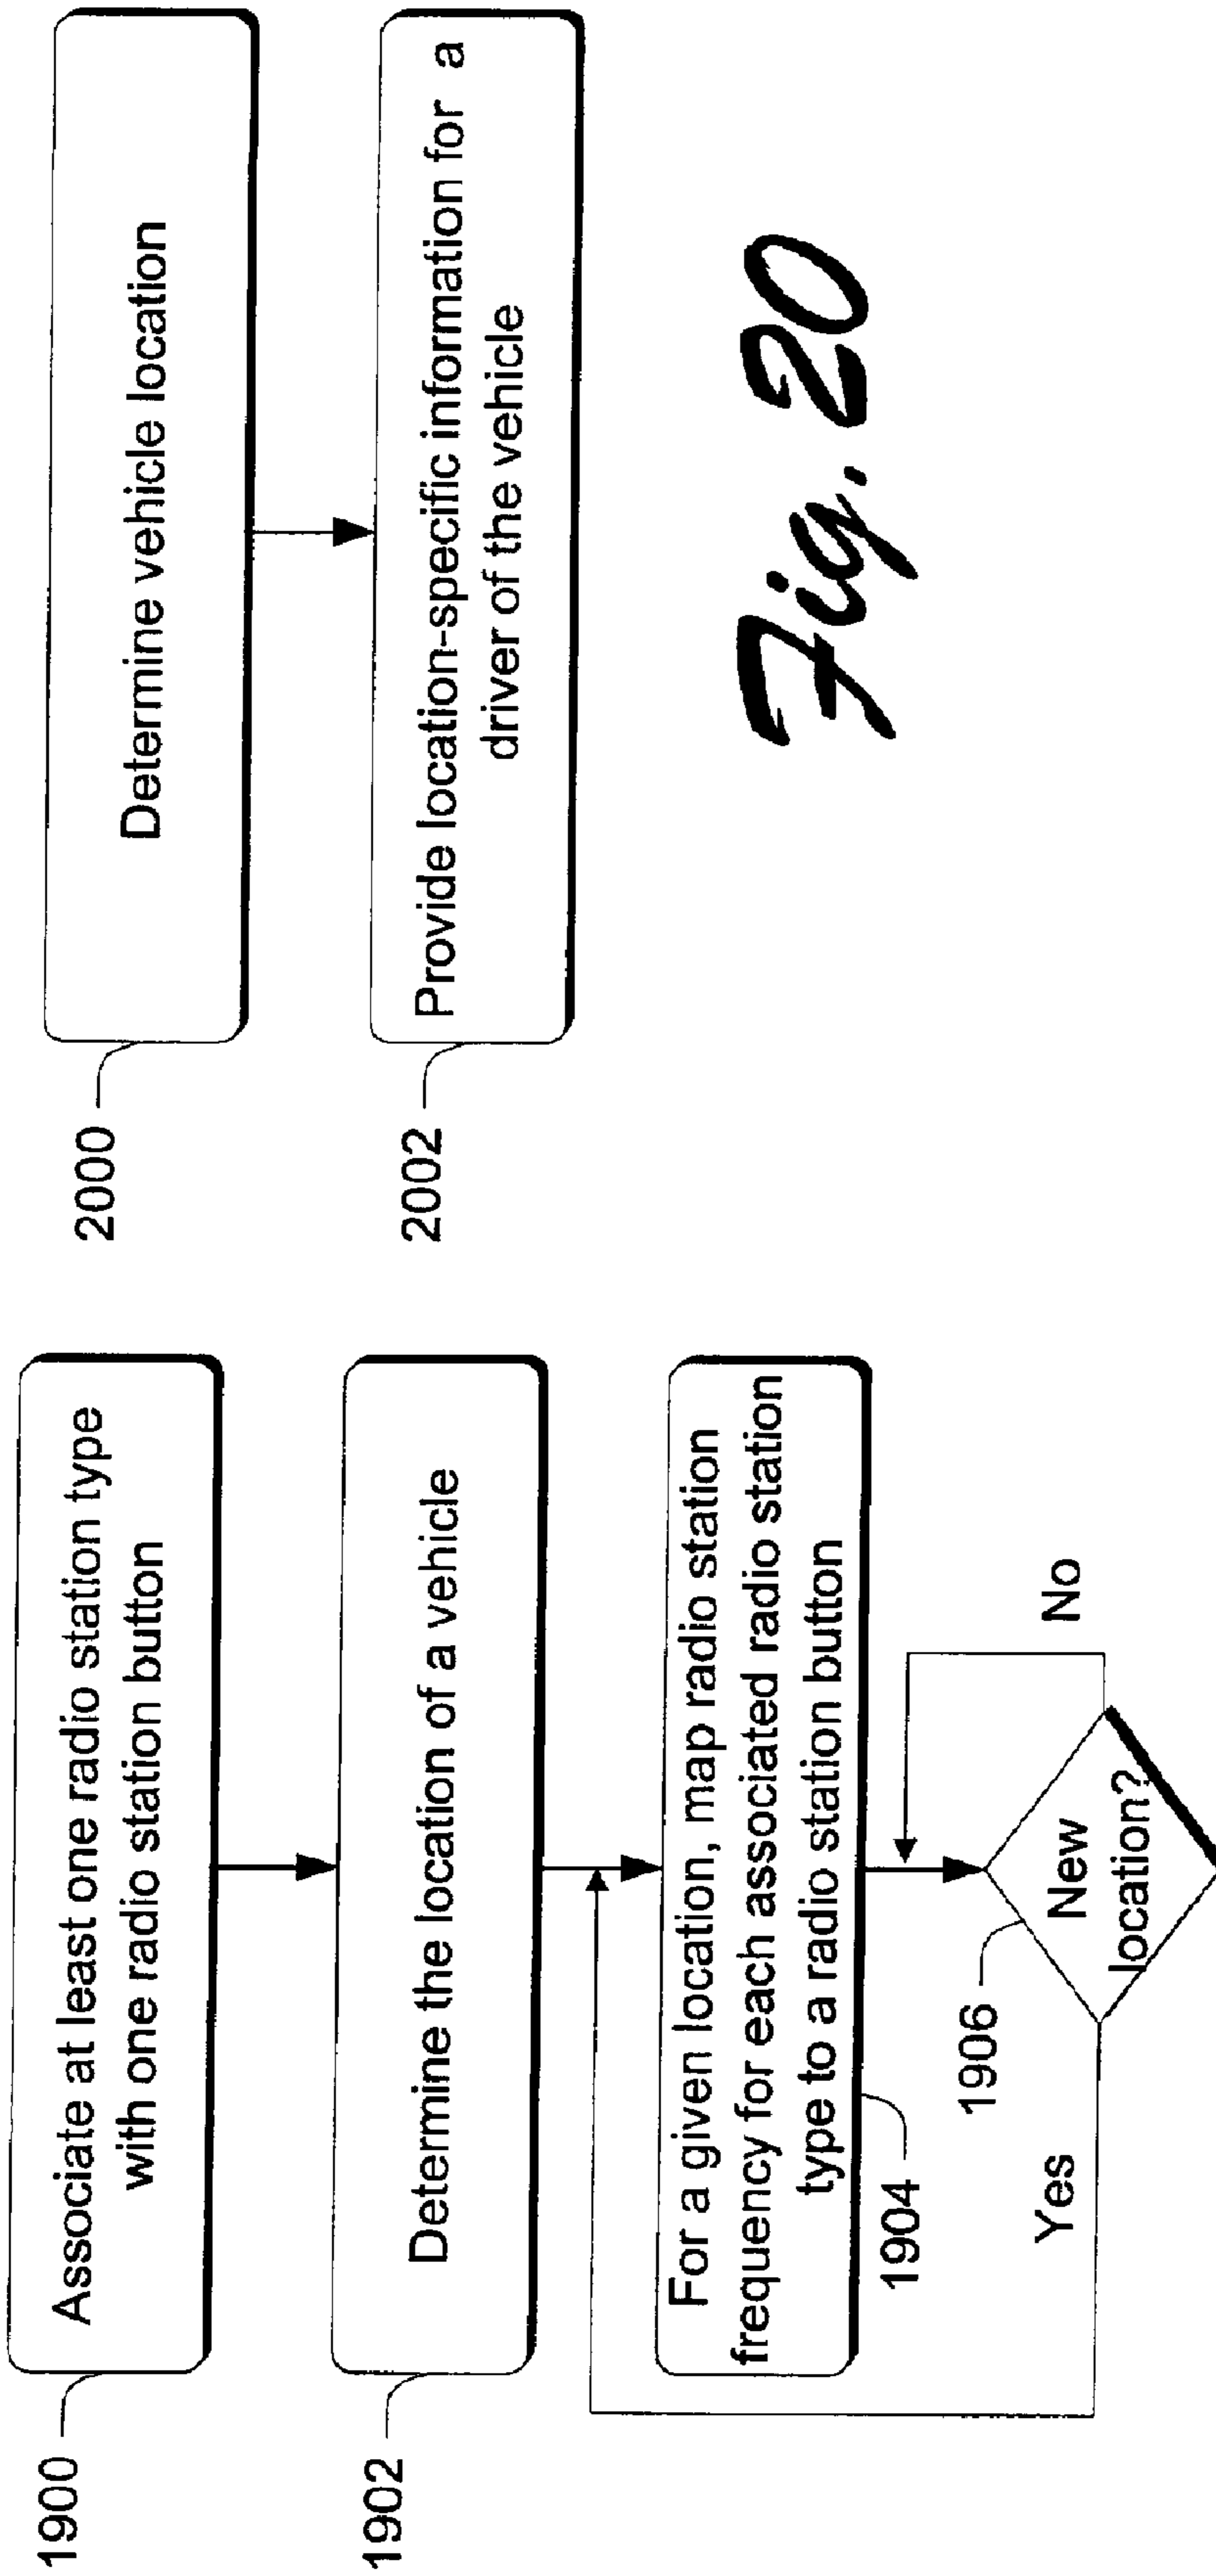 1900
Associate at least one radio station type
with one radio station button
1902
Determine the location of a vehicle
For a given location, map radio station
frequency for each associated radio station
type to a radio station button
1904
1906
New
location?
Yes
No
2000
Determine vehicle location
2002
Provide location-specific information for a
driver of the vehicle
Fig. 20